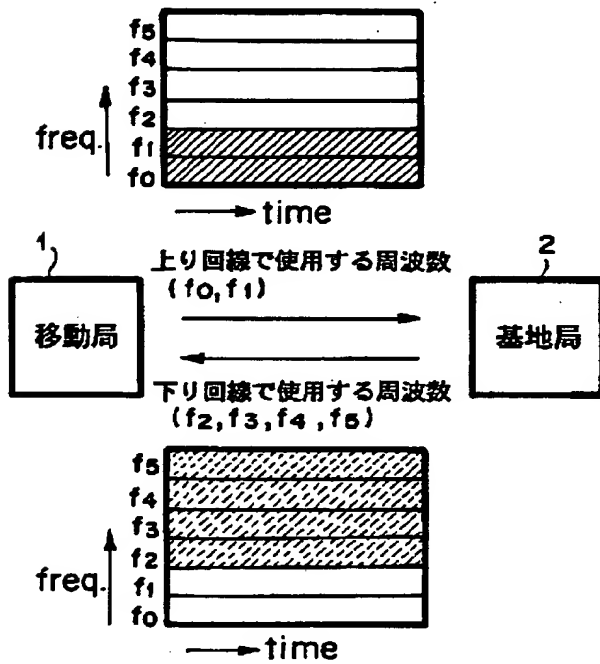 f5
f4
f3
f2
f1
f0
freq.
time
1
上り回線で使用する周波数
(f0,f1)
2
移動局
基地局
下り回線で使用する周波数
(f2,f3,f4,f5)
f5
f4
f3
f2
f1
f0
freq.
time